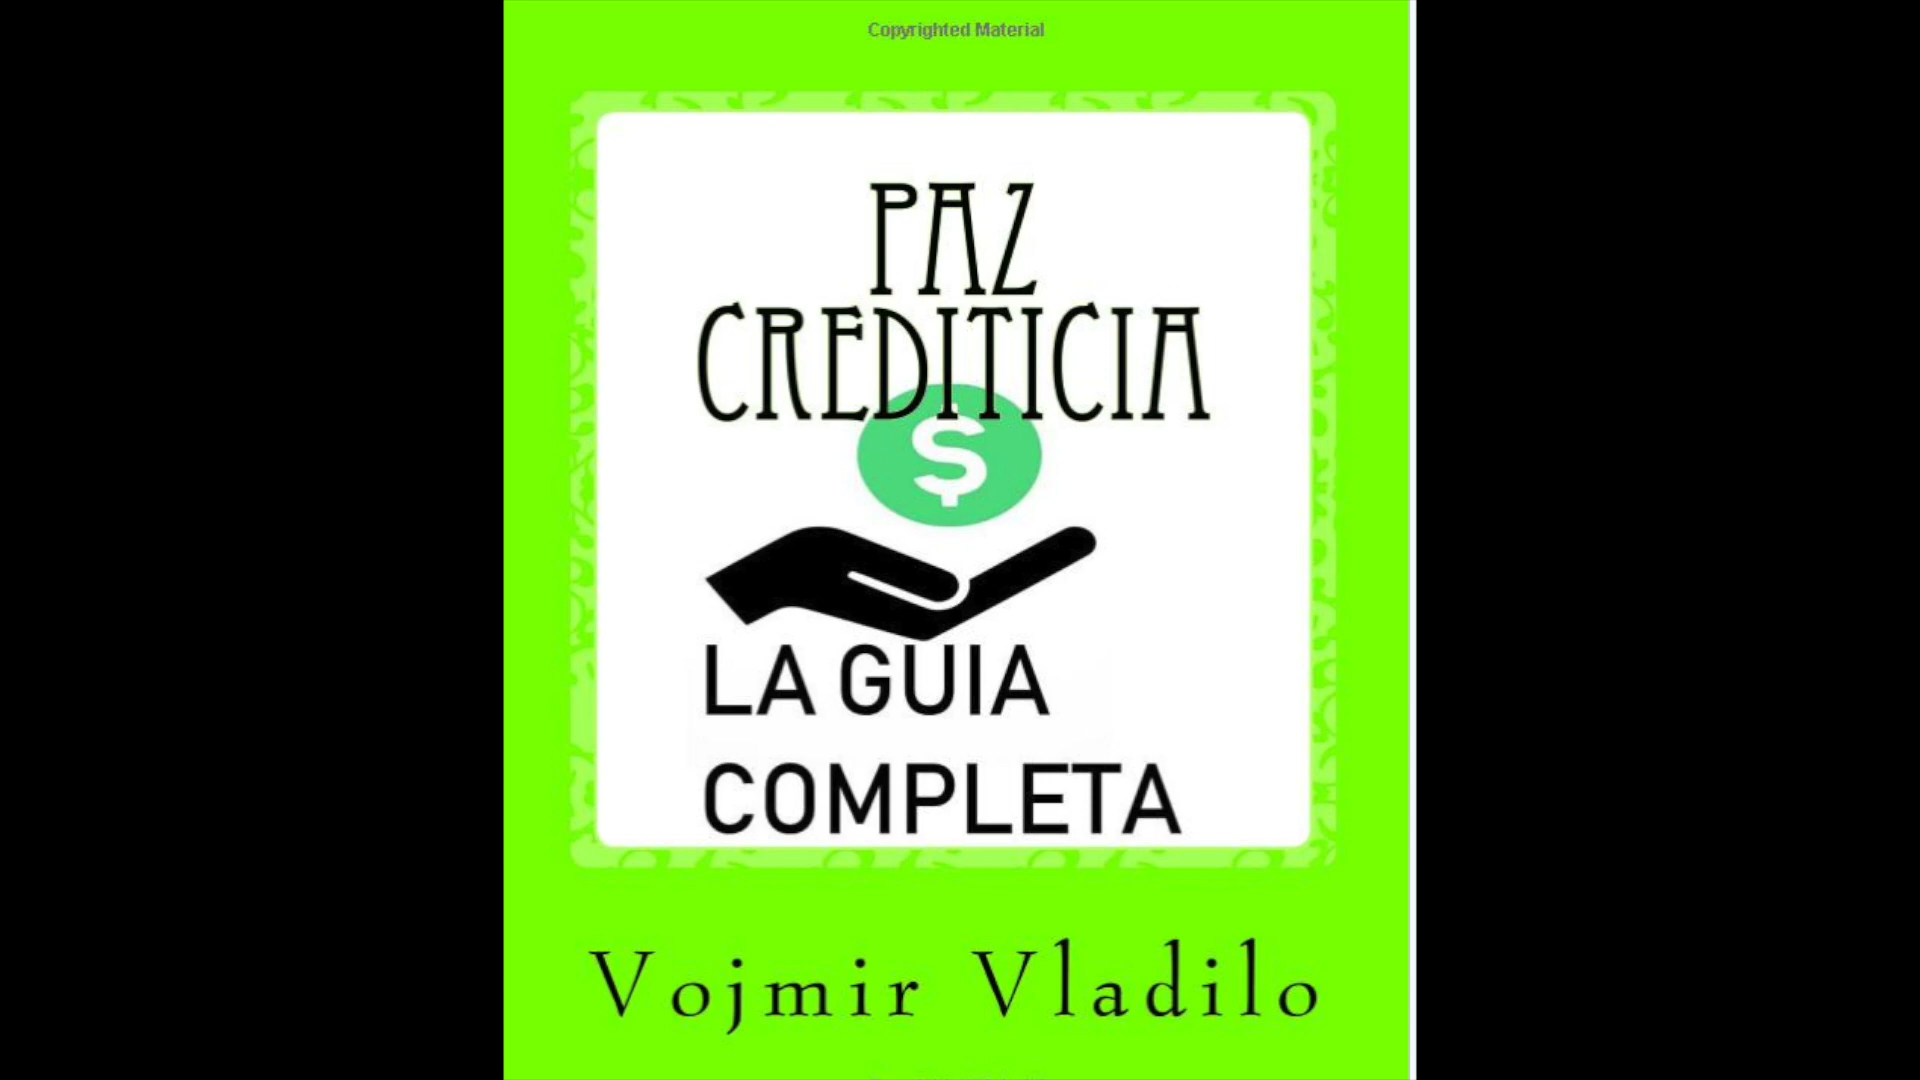 Copyrighted Material
PAZ
CREDITICIA
$
LA GUIA
COMPLETA
Vojmir Vladilo